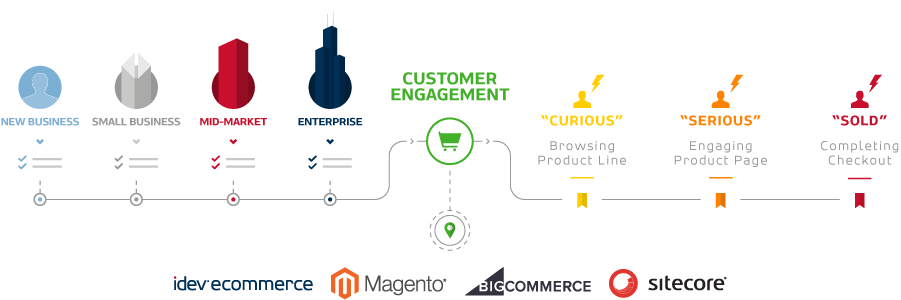 CUSTOMER
ENGAGEMENT
NEW BUSINESS
SMALL BUSINESS
MID-MARKET
ENTERPRISE
"CURIOUS"
Browsing
Product Line
"SERIOUS"
Engaging
Product Page
"SOLD"
Completing
Checkout
idev®ecommerce
Magento®
BIGCOMMERCE
sitecore®